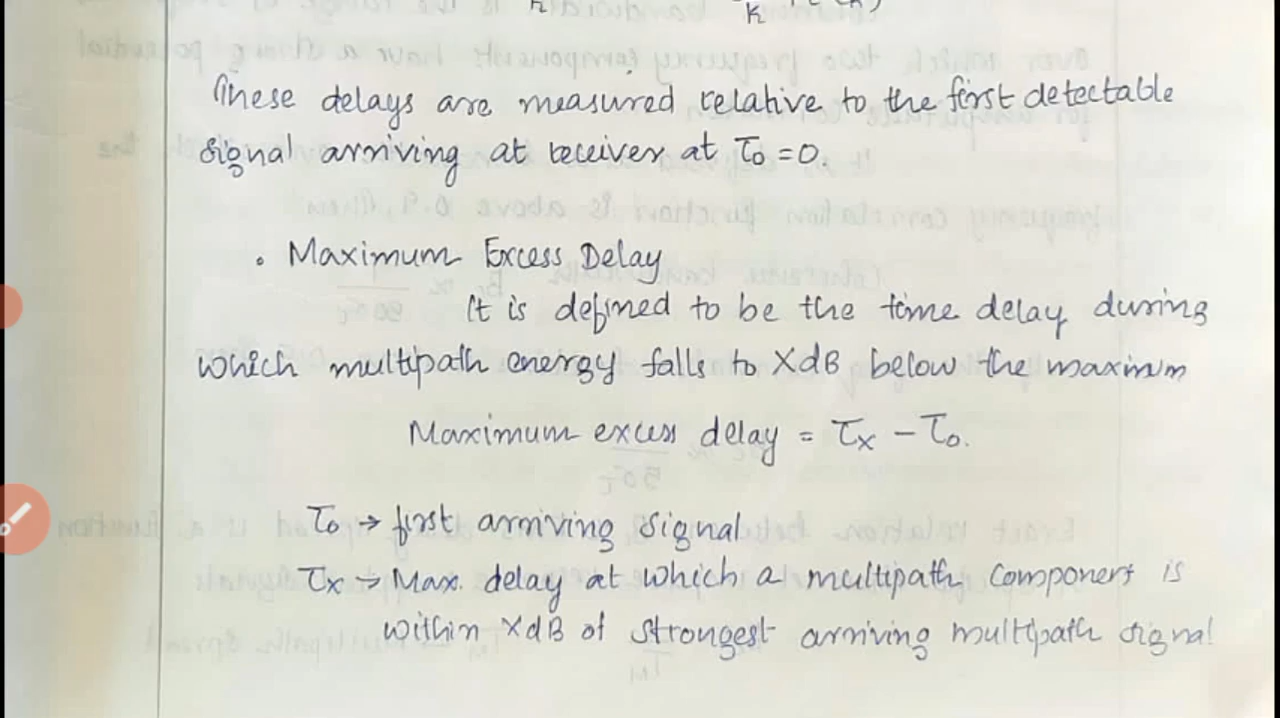 These delays are measured relative to the first detectable
signal arriving at receiver at τ0 = 0.
• Maximum Excess Delay
It is defined to be the time delay during
which multipath energy falls to XdB below the maximum
Maximum excess delay = τx − τ0.
τ0 → first arriving signal
τx → Max. delay at which a multipath component is
within XdB of strongest arriving multipath signal